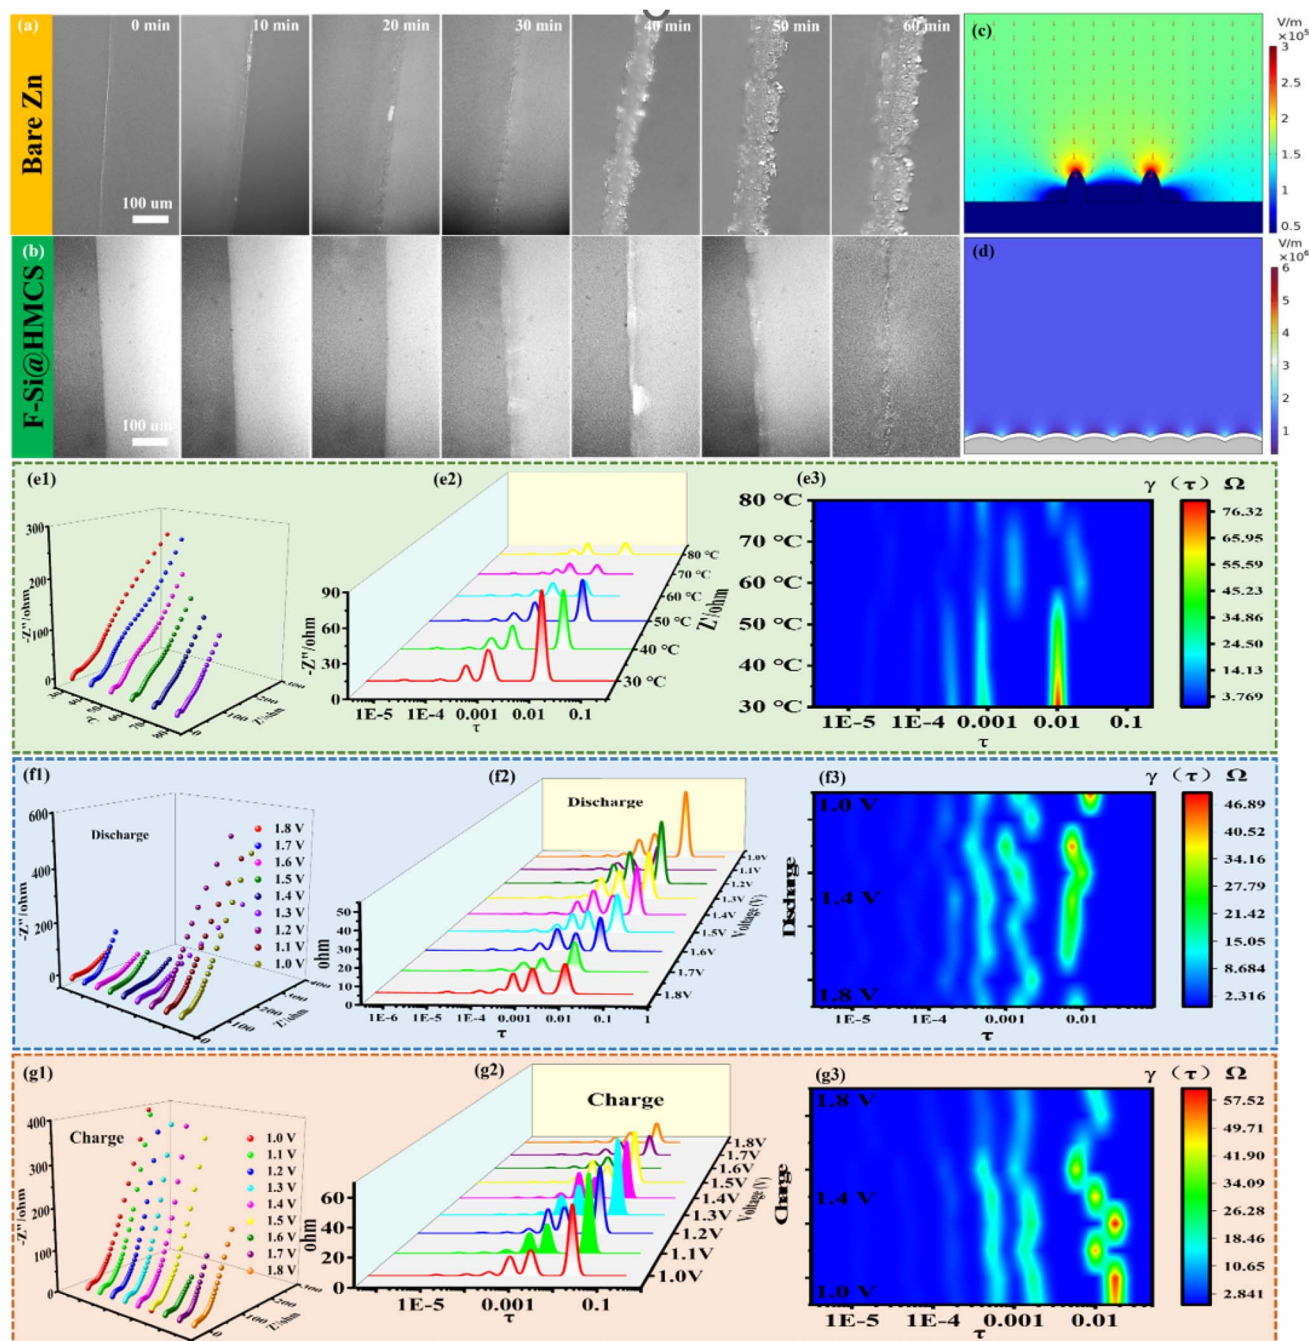 (a)
0 min
10 min
20 min
30 min
40 min
50 min
60 min
Bare Zn
100 um
(b)
F-Si@HMCS
100 um
(c)
V/m
×10⁵
3
2.5
2
1.5
1
0.5
(d)
V/m
×10⁶
6
5
4
3
2
1
(e1)
-Z''/ohm
300
200
100
0
°C
0
100
200
300
Z'/ohm
(e2)
-Z''/ohm
90
60
30
0
1E-5
1E-4
0.001
0.01
0.1
τ
30 °C
40 °C
50 °C
60 °C
70 °C
80 °C
Z'/ohm
(e3)
γ (τ) Ω
80 °C
70 °C
60 °C
50 °C
40 °C
30 °C
1E-5
1E-4
0.001
0.01
0.1
τ
76.32
65.95
55.59
45.23
34.86
24.50
14.13
3.769
(f1)
Discharge
-Z''/ohm
600
400
200
0
1.8 V
1.7 V
1.6 V
1.5 V
1.4 V
1.3 V
1.2 V
1.1 V
1.0 V
0
100
200
300
400
Z'/ohm
(f2)
Discharge
ohm
50
40
30
20
10
0
1E-6
1E-5
1E-4
0.001
0.01
0.1
1
τ
1.0V
1.1V
1.2V
1.3V
1.4V
1.5V
1.6V
1.7V
1.8V
Voltage (V)
(f3)
γ (τ) Ω
Discharge
1.0 V
1.4 V
1.8 V
1E-5
1E-4
0.001
0.01
τ
46.89
40.52
34.16
27.79
21.42
15.05
8.684
2.316
(g1)
Charge
-Z''/ohm
400
300
200
100
0
1.0 V
1.1 V
1.2 V
1.3 V
1.4 V
1.5 V
1.6 V
1.7 V
1.8 V
0
100
200
300
Z'/ohm
(g2)
Charge
ohm
60
40
20
0
1E-5
0.001
0.1
τ
1.8V
1.7V
1.6V
1.5V
1.4V
1.3V
1.2V
1.1V
1.0V
Voltage (V)
(g3)
γ (τ) Ω
Charge
1.8 V
1.4 V
1.0 V
1E-5
1E-4
0.001
0.01
τ
57.52
49.71
41.90
34.09
26.28
18.46
10.65
2.841